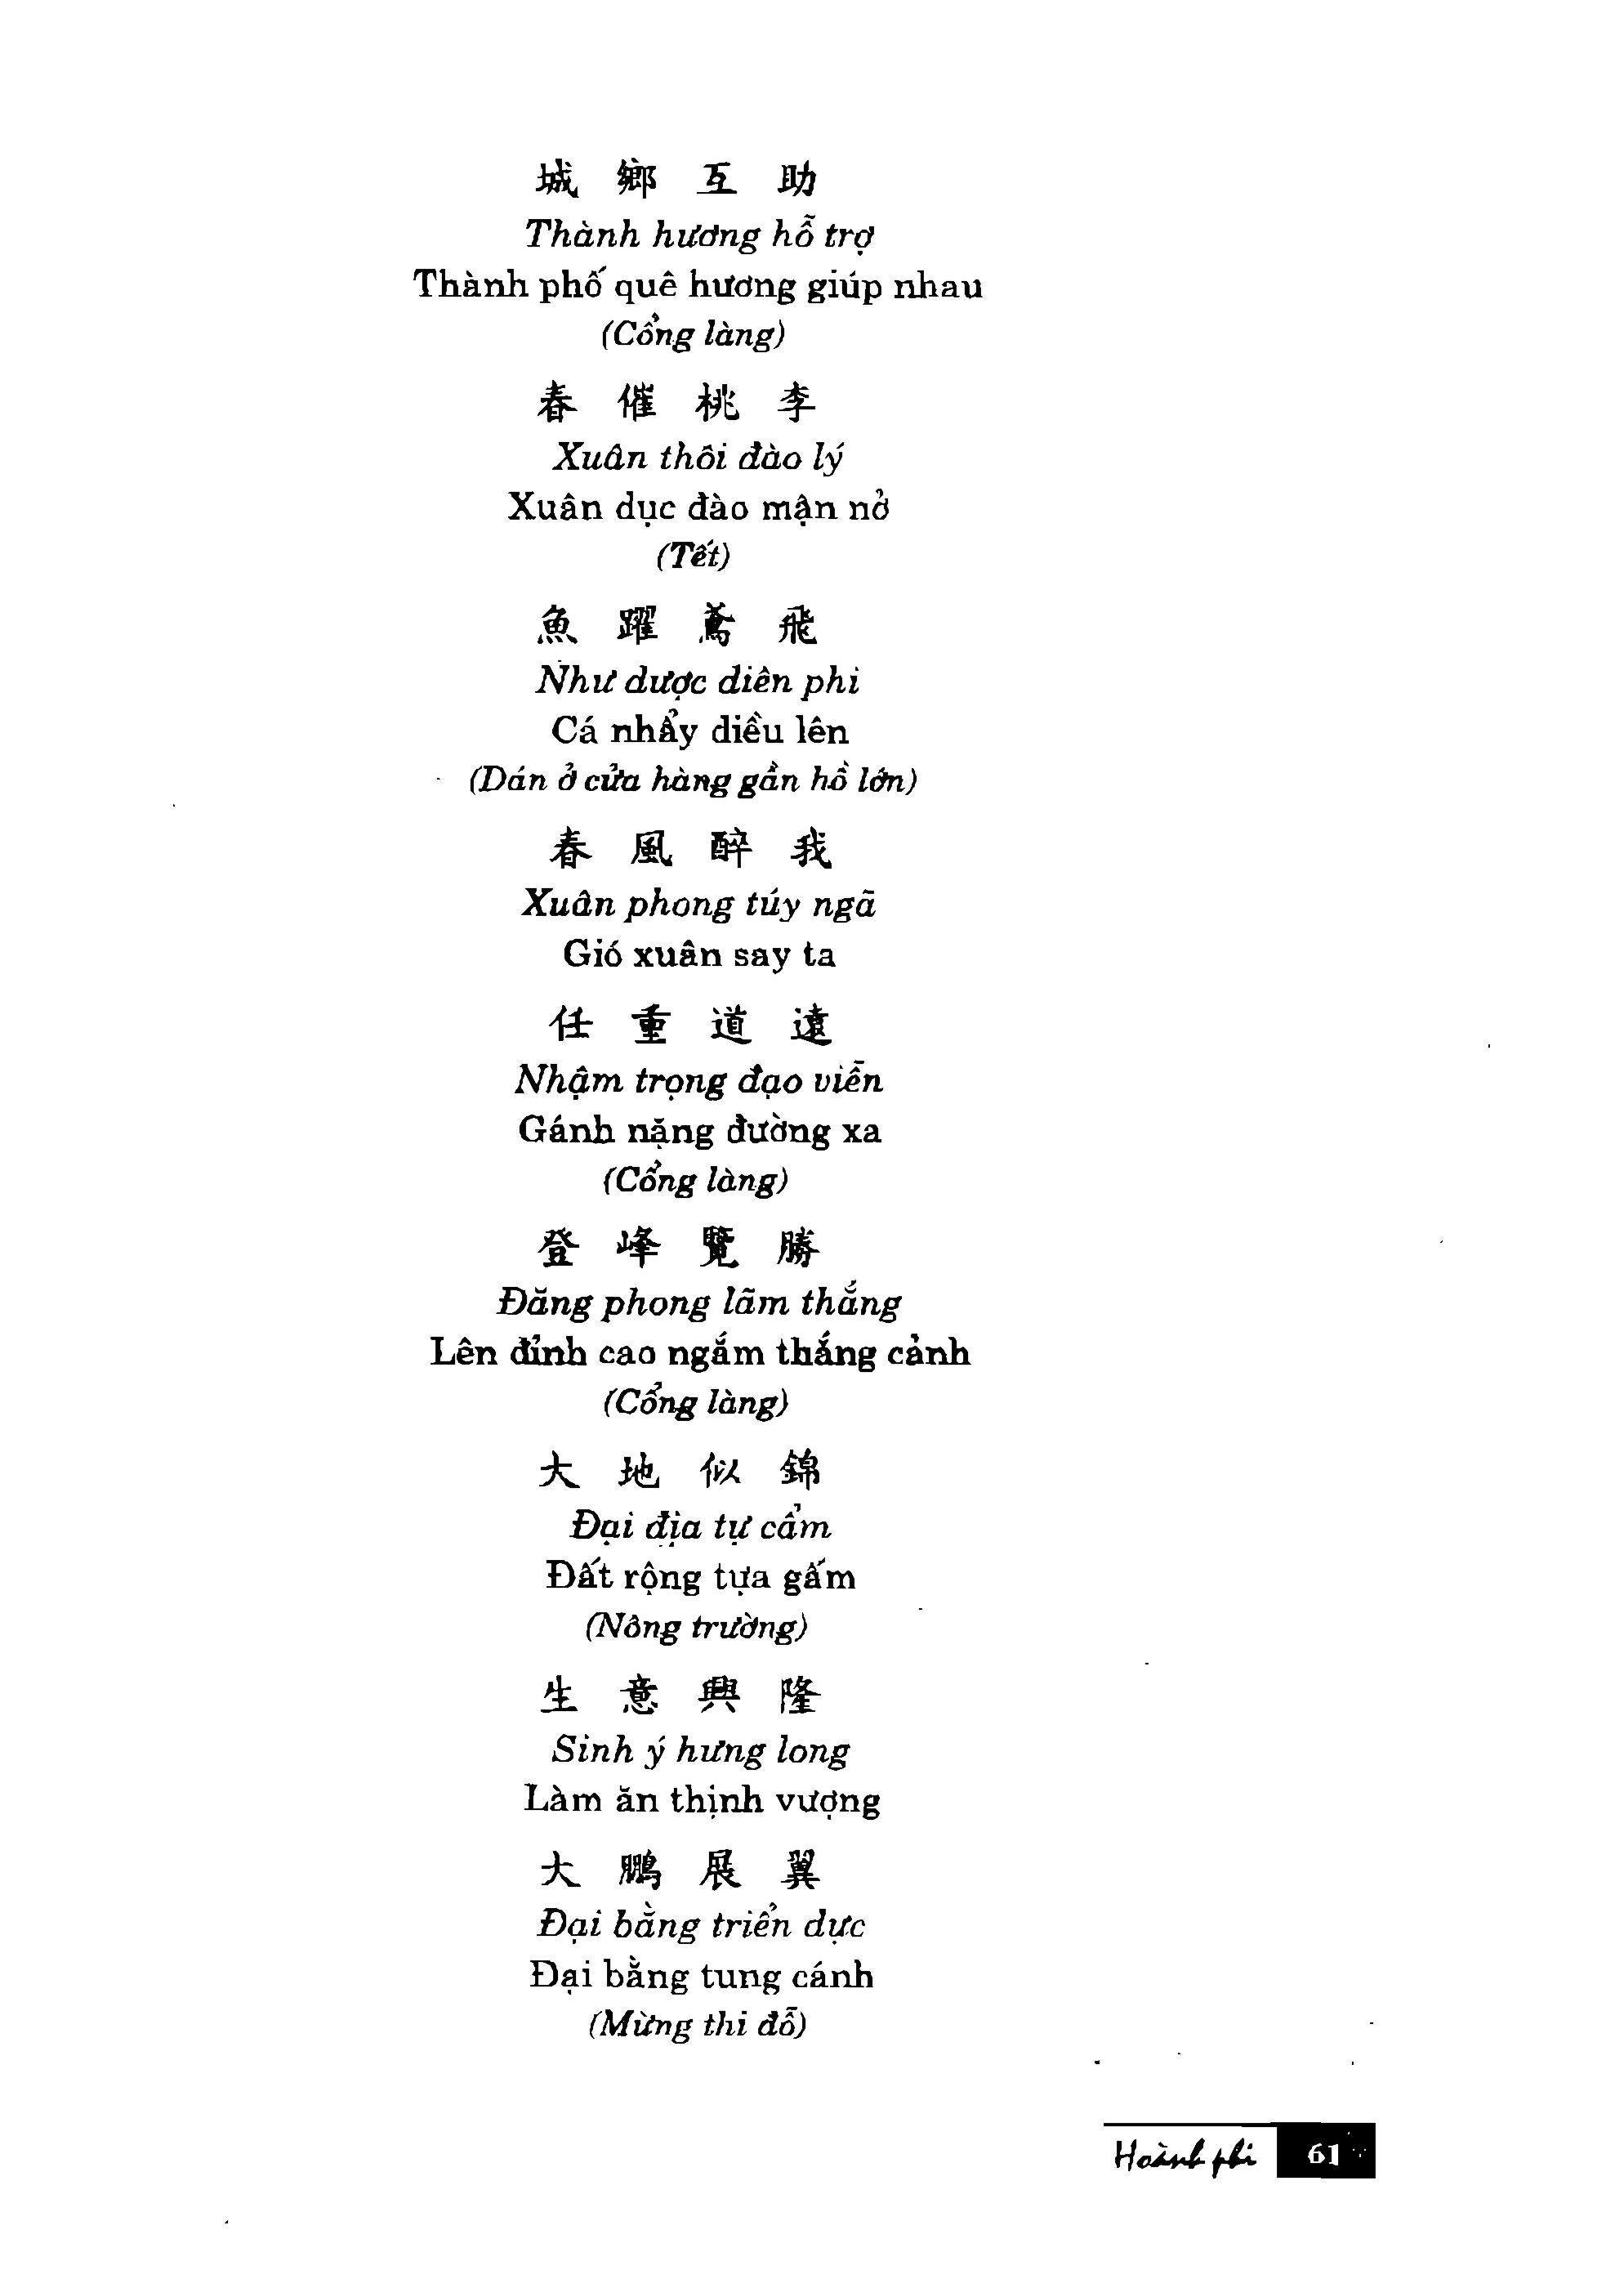 城 鄉 互 助
Thành hương hỗ trợ
Thành phố quê hương giúp nhau
(Cổng làng)
春 催 桃 李
Xuân thôi đào lý
Xuân dục đào mận nở
(Tết)
魚 躍 鳶 飛
Như dược diên phi
Cá nhẩy diều lên
(Dán ở cửa hàng gần hồ lớn)
春 風 醉 我
Xuân phong túy ngã
Gió xuân say ta
任 重 道 遠
Nhậm trọng đạo viễn
Gánh nặng đường xa
(Cổng làng)
登 峰 覽 勝
Đăng phong lãm thắng
Lên đỉnh cao ngắm thắng cảnh
(Cổng làng)
大 地 似 錦
Đại địa tự cẩm
Đất rộng tựa gấm
(Nông trường)
生 意 興 隆
Sinh ý hưng long
Làm ăn thịnh vượng
大 鵬 展 翼
Đại bằng triển dực
Đại bằng tung cánh
(Mừng thi đỗ)
Hoành phi 61